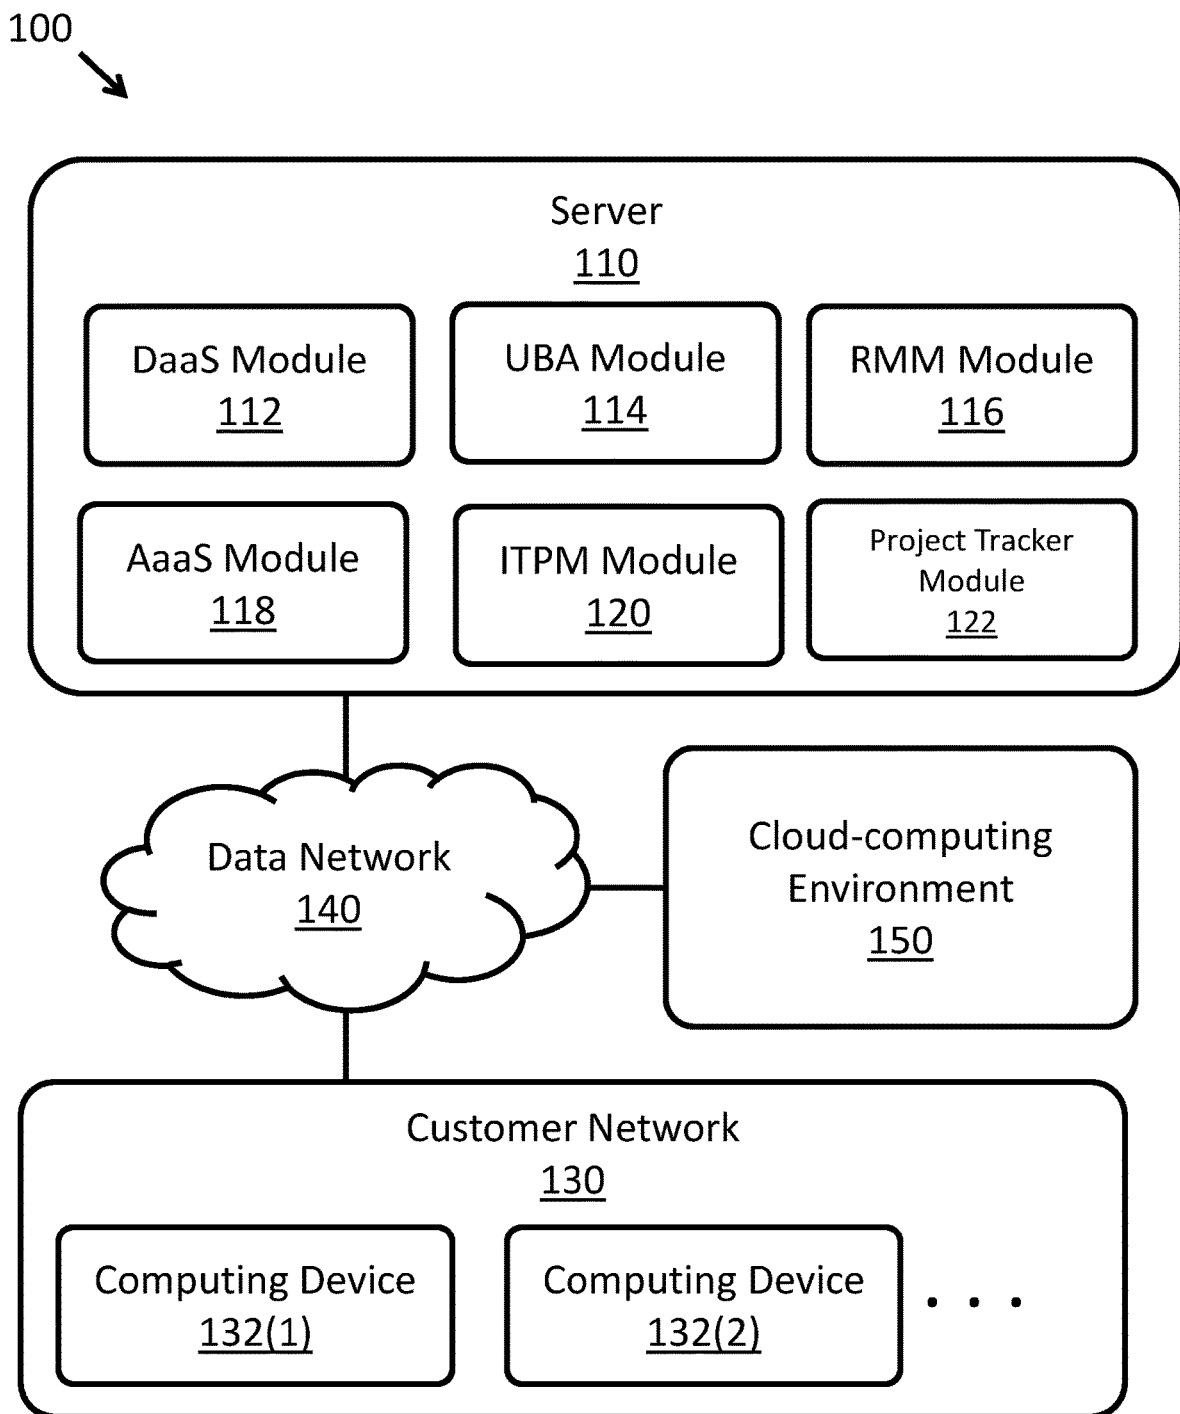 100
Server
110
DaaS Module
112
UBA Module
114
RMM Module
116
AaaS Module
118
ITPM Module
120
Project Tracker
Module
122
Data Network
140
Cloud-computing
Environment
150
Customer Network
130
Computing Device
132(1)
Computing Device
132(2)
. . .